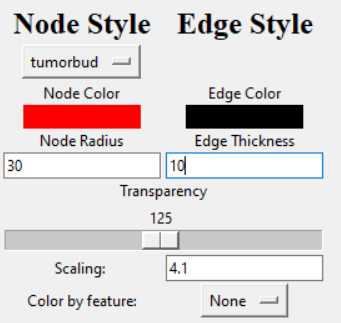 Node Style Edge Style
tumorbud
Node Color Edge Color
Node Radius Edge Thickness
30 10
Transparency
125
Scaling: 4.1
Color by feature: None